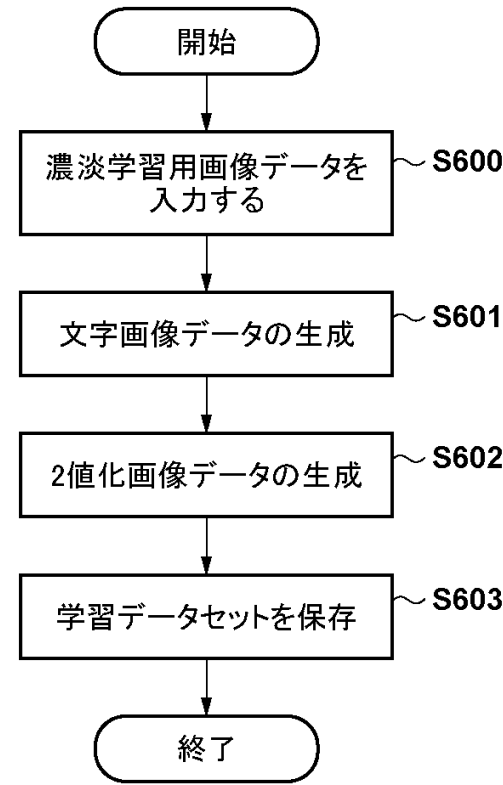 開始
濃淡学習用画像データを
入力する
S600
文字画像データの生成
S601
2値化画像データの生成
S602
学習データセットを保存
S603
終了